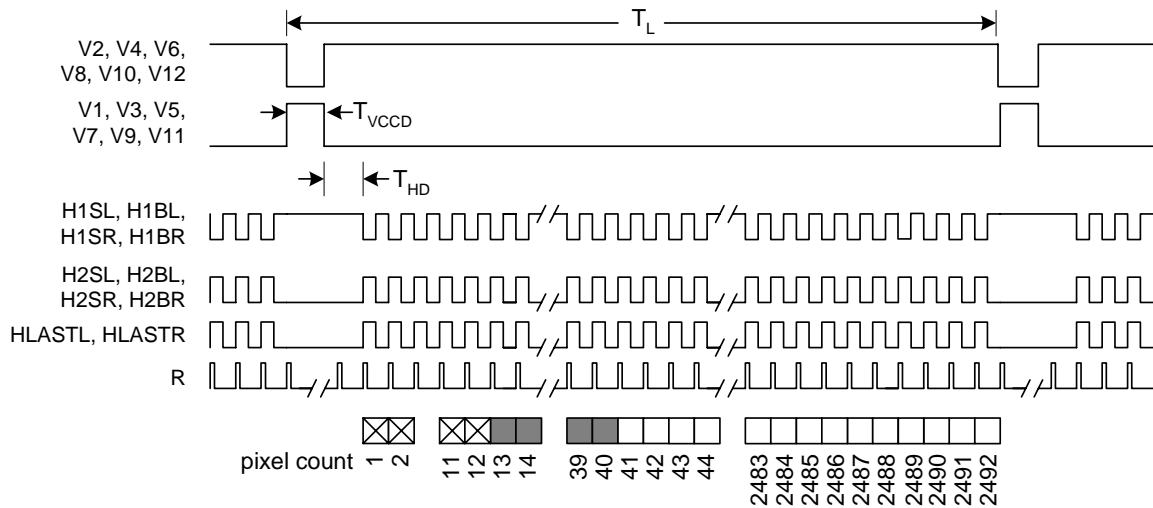 T_L
V2, V4, V6,
V8, V10, V12
V1, V3, V5,
V7, V9, V11
T_VCCD
T_HD
H1SL, H1BL,
H1SR, H1BR
H2SL, H2BL,
H2SR, H2BR
HLASTL, HLASTR
R
pixel count 1 2 11 12 13 14 39 40 41 42 43 44 2483 2484 2485 2486 2487 2488 2489 2490 2491 2492